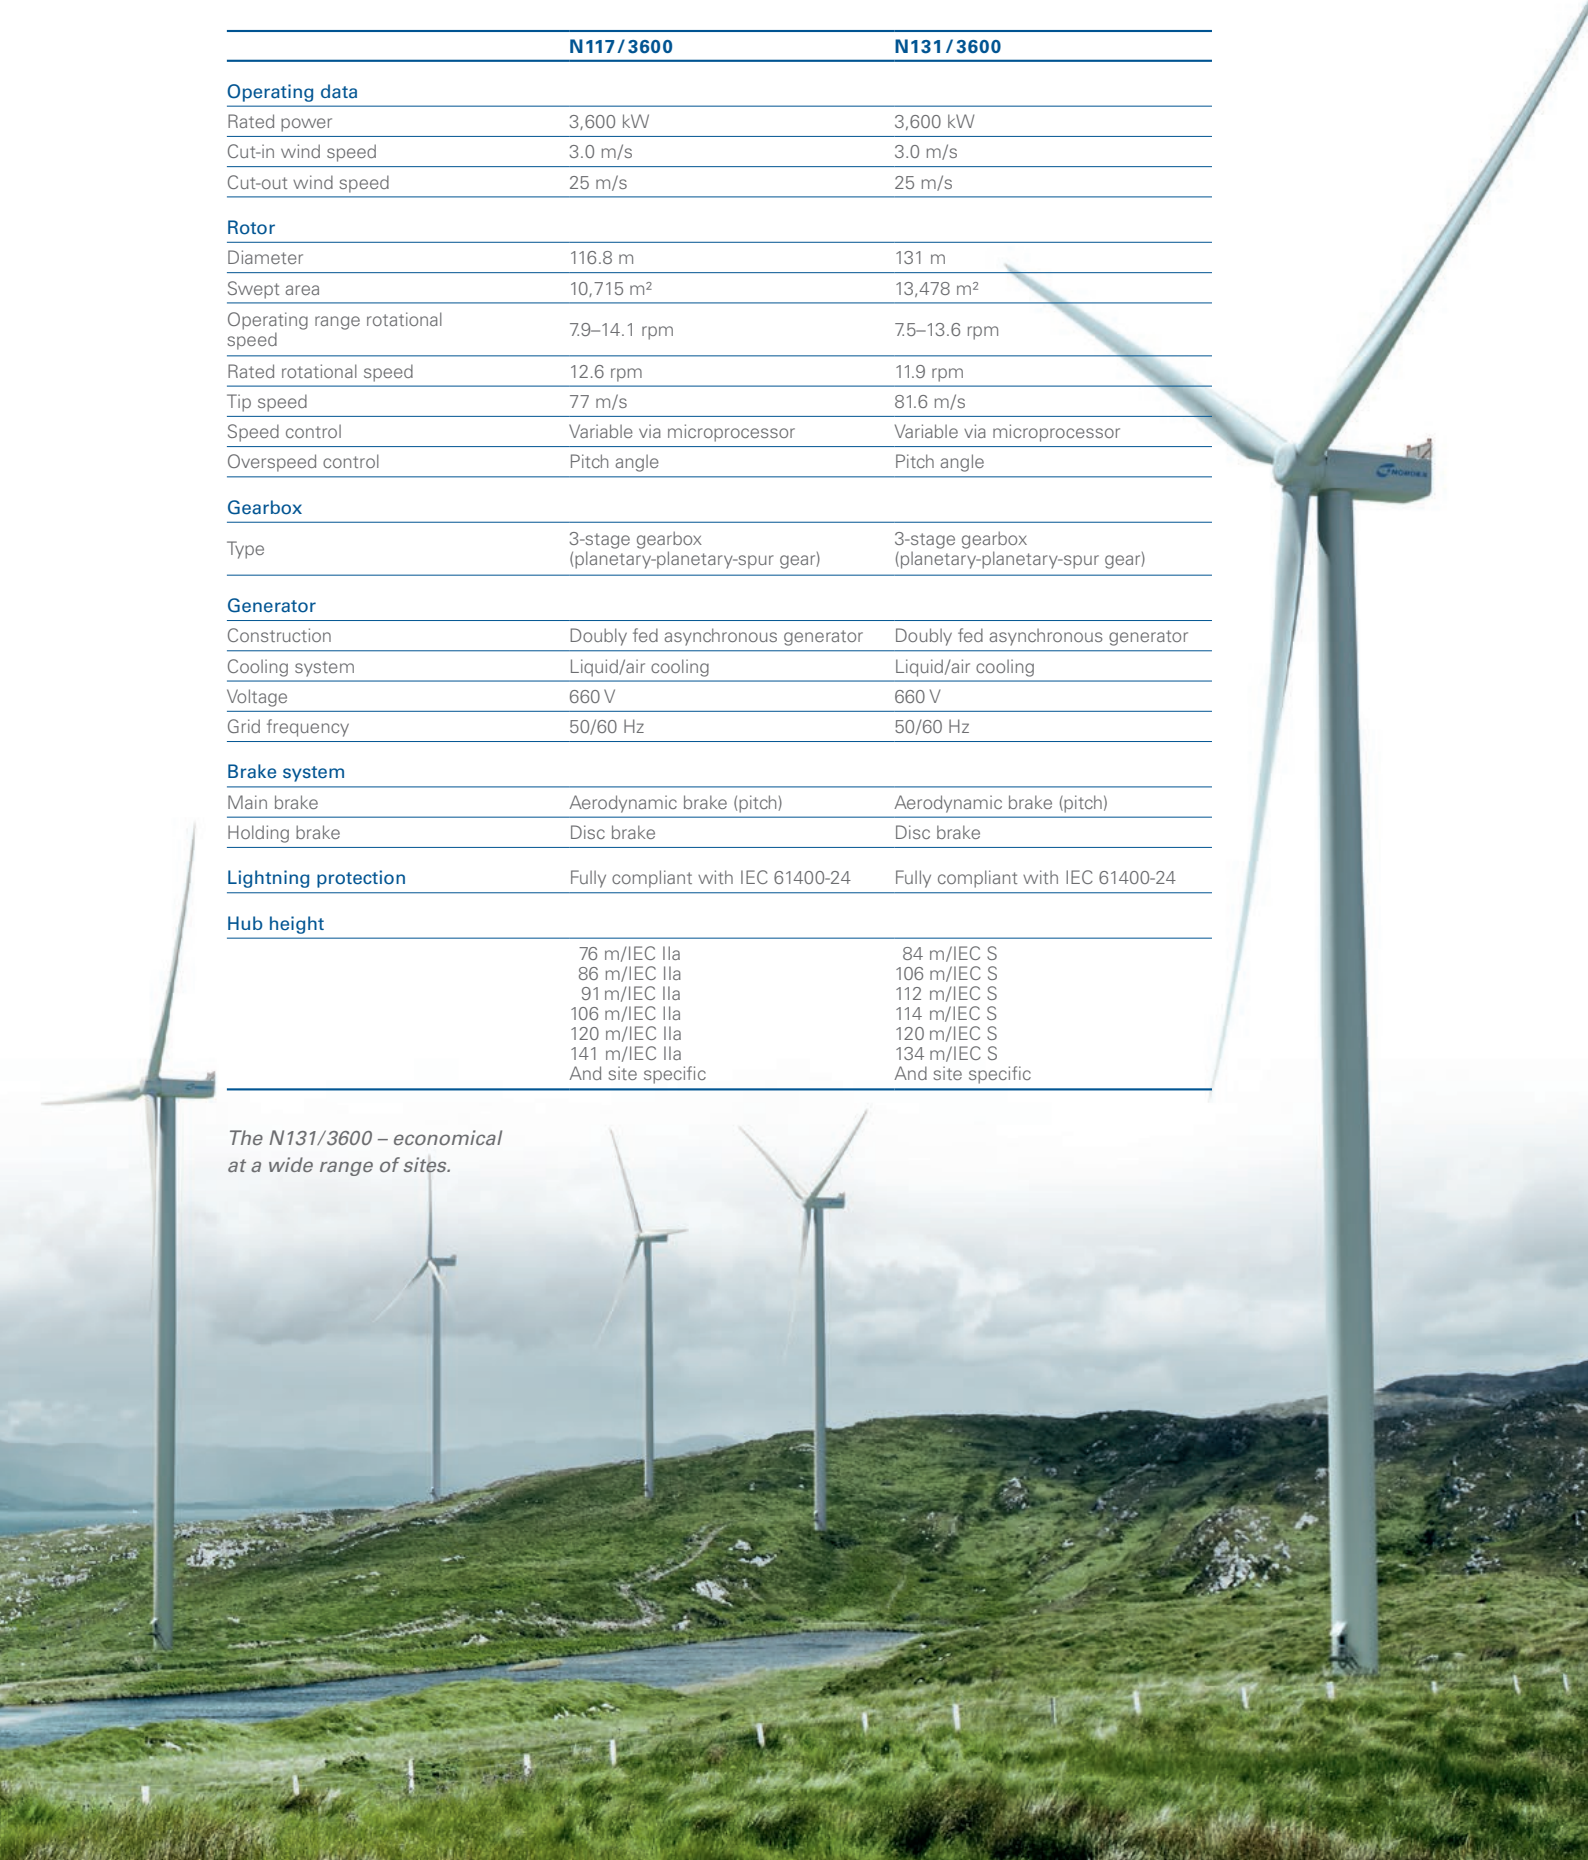 N117/3600 N131/3600
Operating data
Rated power 3,600 kW 3,600 kW
Cut-in wind speed 3.0 m/s 3.0 m/s
Cut-out wind speed 25 m/s 25 m/s
Rotor
Diameter 116.8 m 131 m
Swept area 10,715 m² 13,478 m²
Operating range rotational
speed 7.9–14.1 rpm 7.5–13.6 rpm
Rated rotational speed 12.6 rpm 11.9 rpm
Tip speed 77 m/s 81.6 m/s
Speed control Variable via microprocessor Variable via microprocessor
Overspeed control Pitch angle Pitch angle
Gearbox
Type 3-stage gearbox 3-stage gearbox
(planetary-planetary-spur gear) (planetary-planetary-spur gear)
Generator
Construction Doubly fed asynchronous generator Doubly fed asynchronous generator
Cooling system Liquid/air cooling Liquid/air cooling
Voltage 660 V 660 V
Grid frequency 50/60 Hz 50/60 Hz
Brake system
Main brake Aerodynamic brake (pitch) Aerodynamic brake (pitch)
Holding brake Disc brake Disc brake
Lightning protection Fully compliant with IEC 61400-24 Fully compliant with IEC 61400-24
Hub height
76 m/IEC IIa 84 m/IEC S
86 m/IEC IIa 106 m/IEC S
91 m/IEC IIa 112 m/IEC S
106 m/IEC IIa 114 m/IEC S
120 m/IEC IIa 120 m/IEC S
141 m/IEC IIa 134 m/IEC S
And site specific And site specific
The N131/3600 – economical
at a wide range of sites.